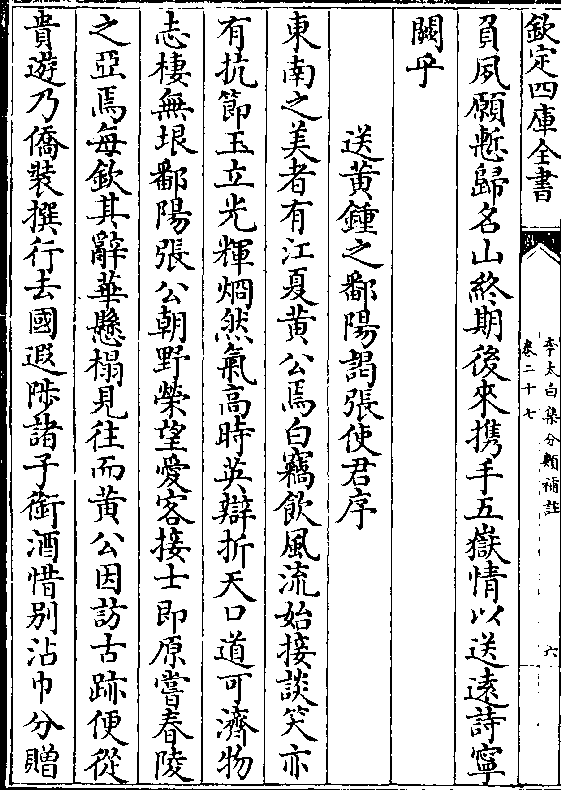 欽定四庫全書
李太白集分類補註
卷二十七
六
負夙願慙歸名山終期後來携手五嶽情以送遠詩寧
闕乎
送黃鍾之鄱陽謁張使君序
東南之美者有江夏黃公焉白竊飲風流始接談笑亦
有抗節玉立光輝烱然氣高時英辯折天口道可濟物
志棲無垠鄱陽張公朝野榮望愛客接士即原嘗春陵
之亞焉每欽其辭華懸榻見往而黃公因訪古跡便從
貴遊乃僑裝撰行去國遐陟諸子銜酒惜别沾巾分贈